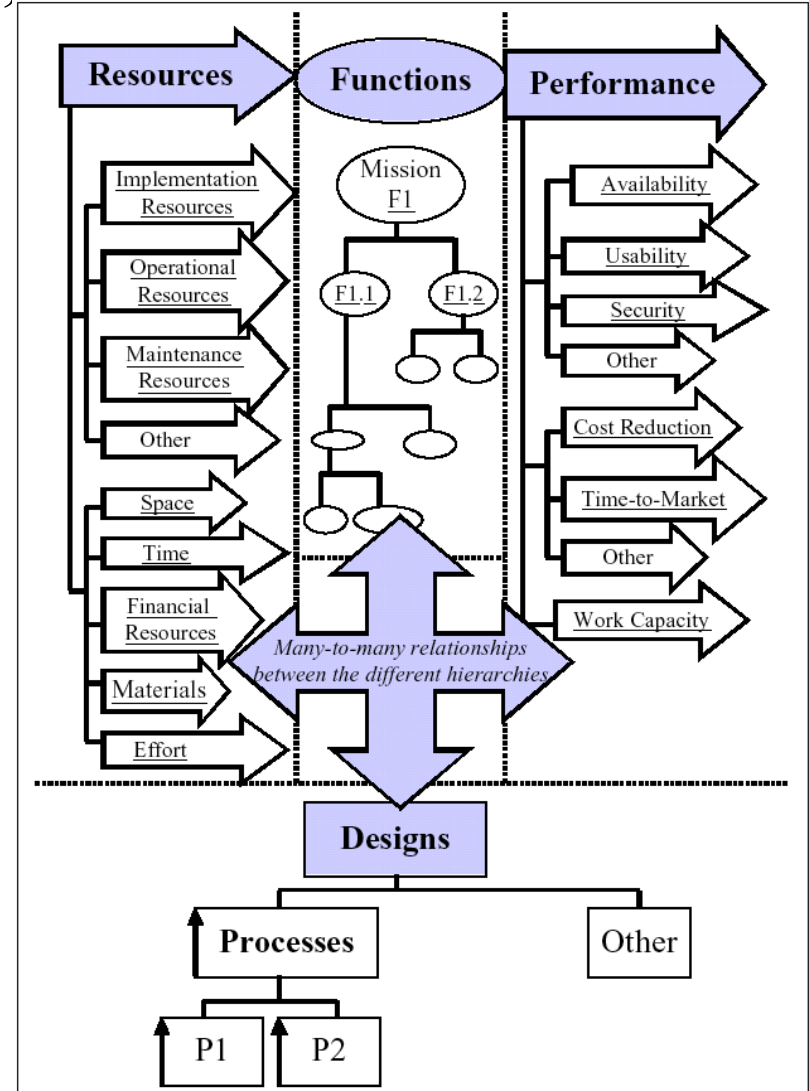 Resources
Functions
Performance
Implementation
Resources
Operational
Resources
Maintenance
Resources
Other
Space
Time
Financial
Resources
Materials
Effort
Mission
F1
F1.1
F1.2
Availability
Usability
Security
Other
Cost Reduction
Time-to-Market
Other
Work Capacity
Many-to-many relationships
between the different hierarchies
Designs
Processes
Other
P1
P2